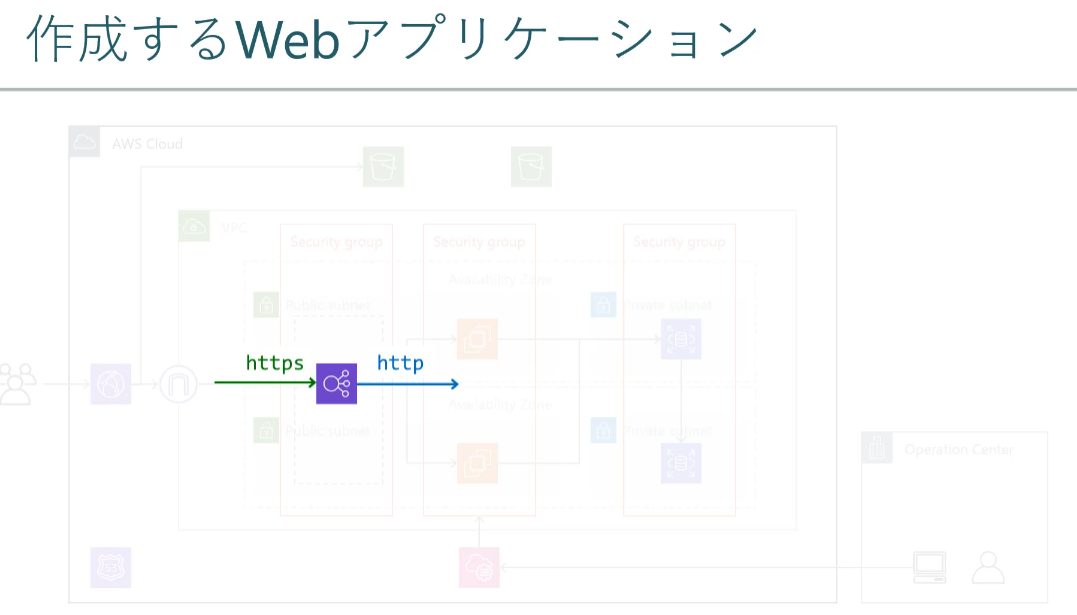 作成するWebアプリケーション
AWS Cloud
VPC
Security group
Security group
Security group
Availability Zone
Public subnet
Private subnet
https
http
Availability Zone
Public subnet
Private subnet
Operation Center
53